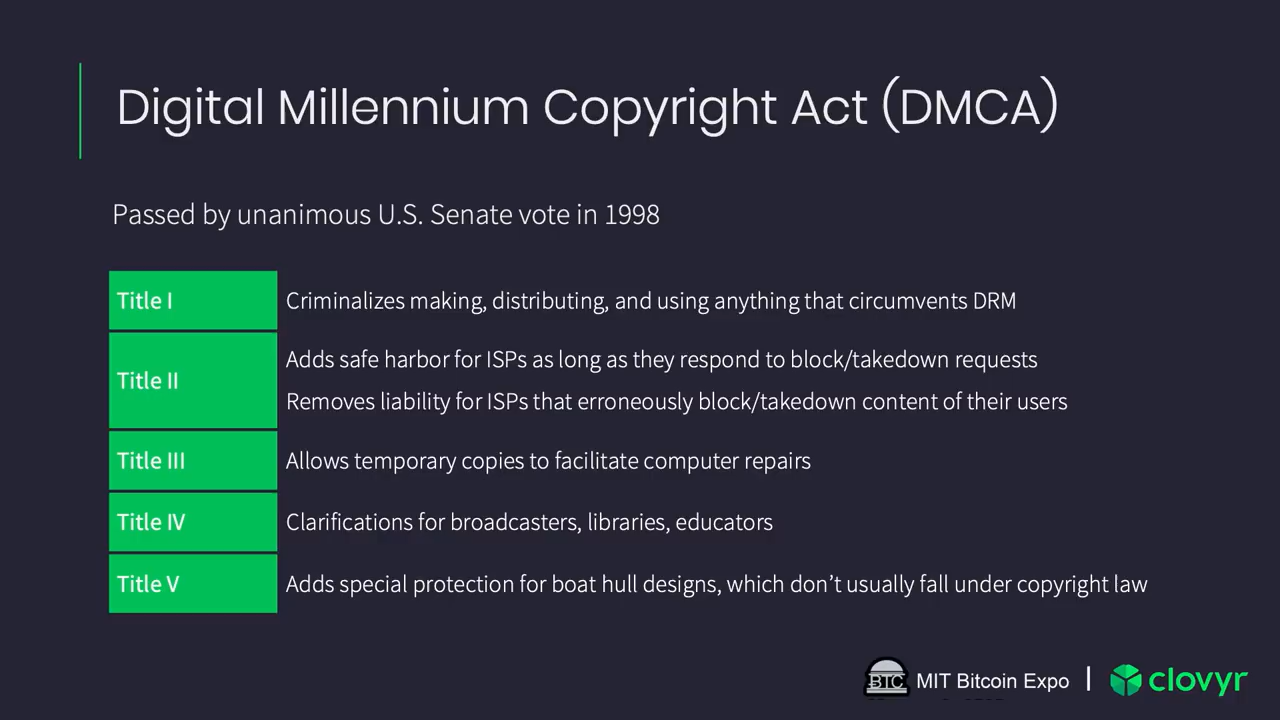 Digital Millennium Copyright Act (DMCA)
Passed by unanimous U.S. Senate vote in 1998
Title I
Criminalizes making, distributing, and using anything that circumvents DRM
Title II
Adds safe harbor for ISPs as long as they respond to block/takedown requests
Removes liability for ISPs that erroneously block/takedown content of their users
Title III
Allows temporary copies to facilitate computer repairs
Title IV
Clarifications for broadcasters, libraries, educators
Title V
Adds special protection for boat hull designs, which don’t usually fall under copyright law
BTC MIT Bitcoin Expo | clovyr